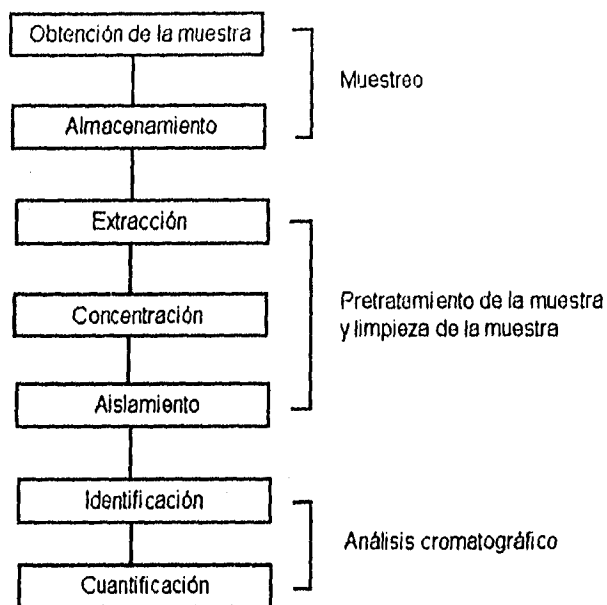 Obtención de la muestra
Muestreo
Almacenamiento
Extracción
Concentración
Pretratamiento de la muestra
y limpieza de la muestra
Aislamiento
Identificación
Análisis cromatográfico
Cuantificación